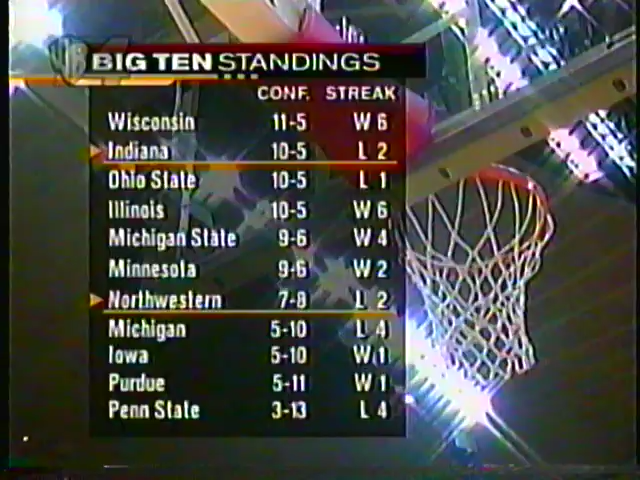 WB 4
BIG TEN STANDINGS
CONF. STREAK
Wisconsin 11-5 W 6
Indiana 10-5 L 2
Ohio State 10-5 L 1
Illinois 10-5 W 6
Michigan State 9-6 W 4
Minnesota 9-6 W 2
Northwestern 7-8 L 2
Michigan 5-10 L 4
Iowa 5-10 W 1
Purdue 5-11 W 1
Penn State 3-13 L 4